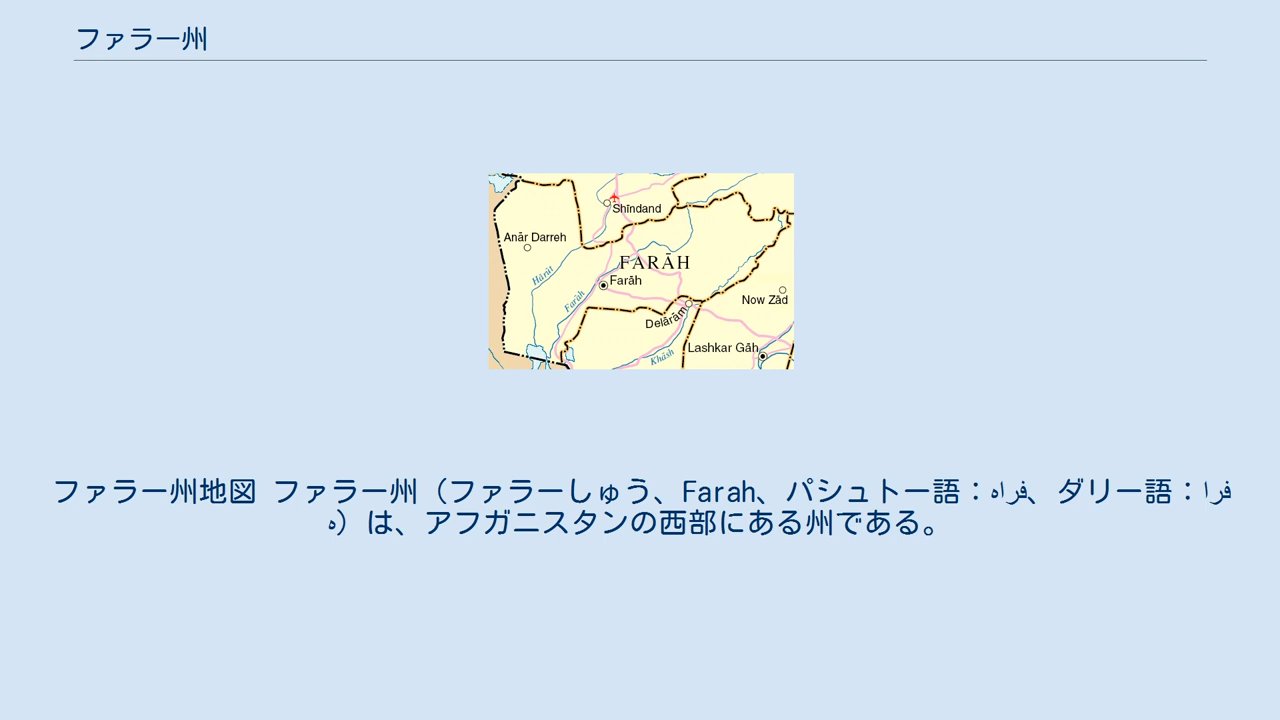 ファラー州
Shīndand
Anār Darreh
FARĀH
Hārūt
Farāh
Farāh
Now Zād
Delārām
Lashkar Gāh
Khāsh
ファラー州地図 ファラー州（ファラーしゅう、Farah、パシュトー語：فراه、ダリー語：فرا
ه）は、アフガニスタンの西部にある州である。